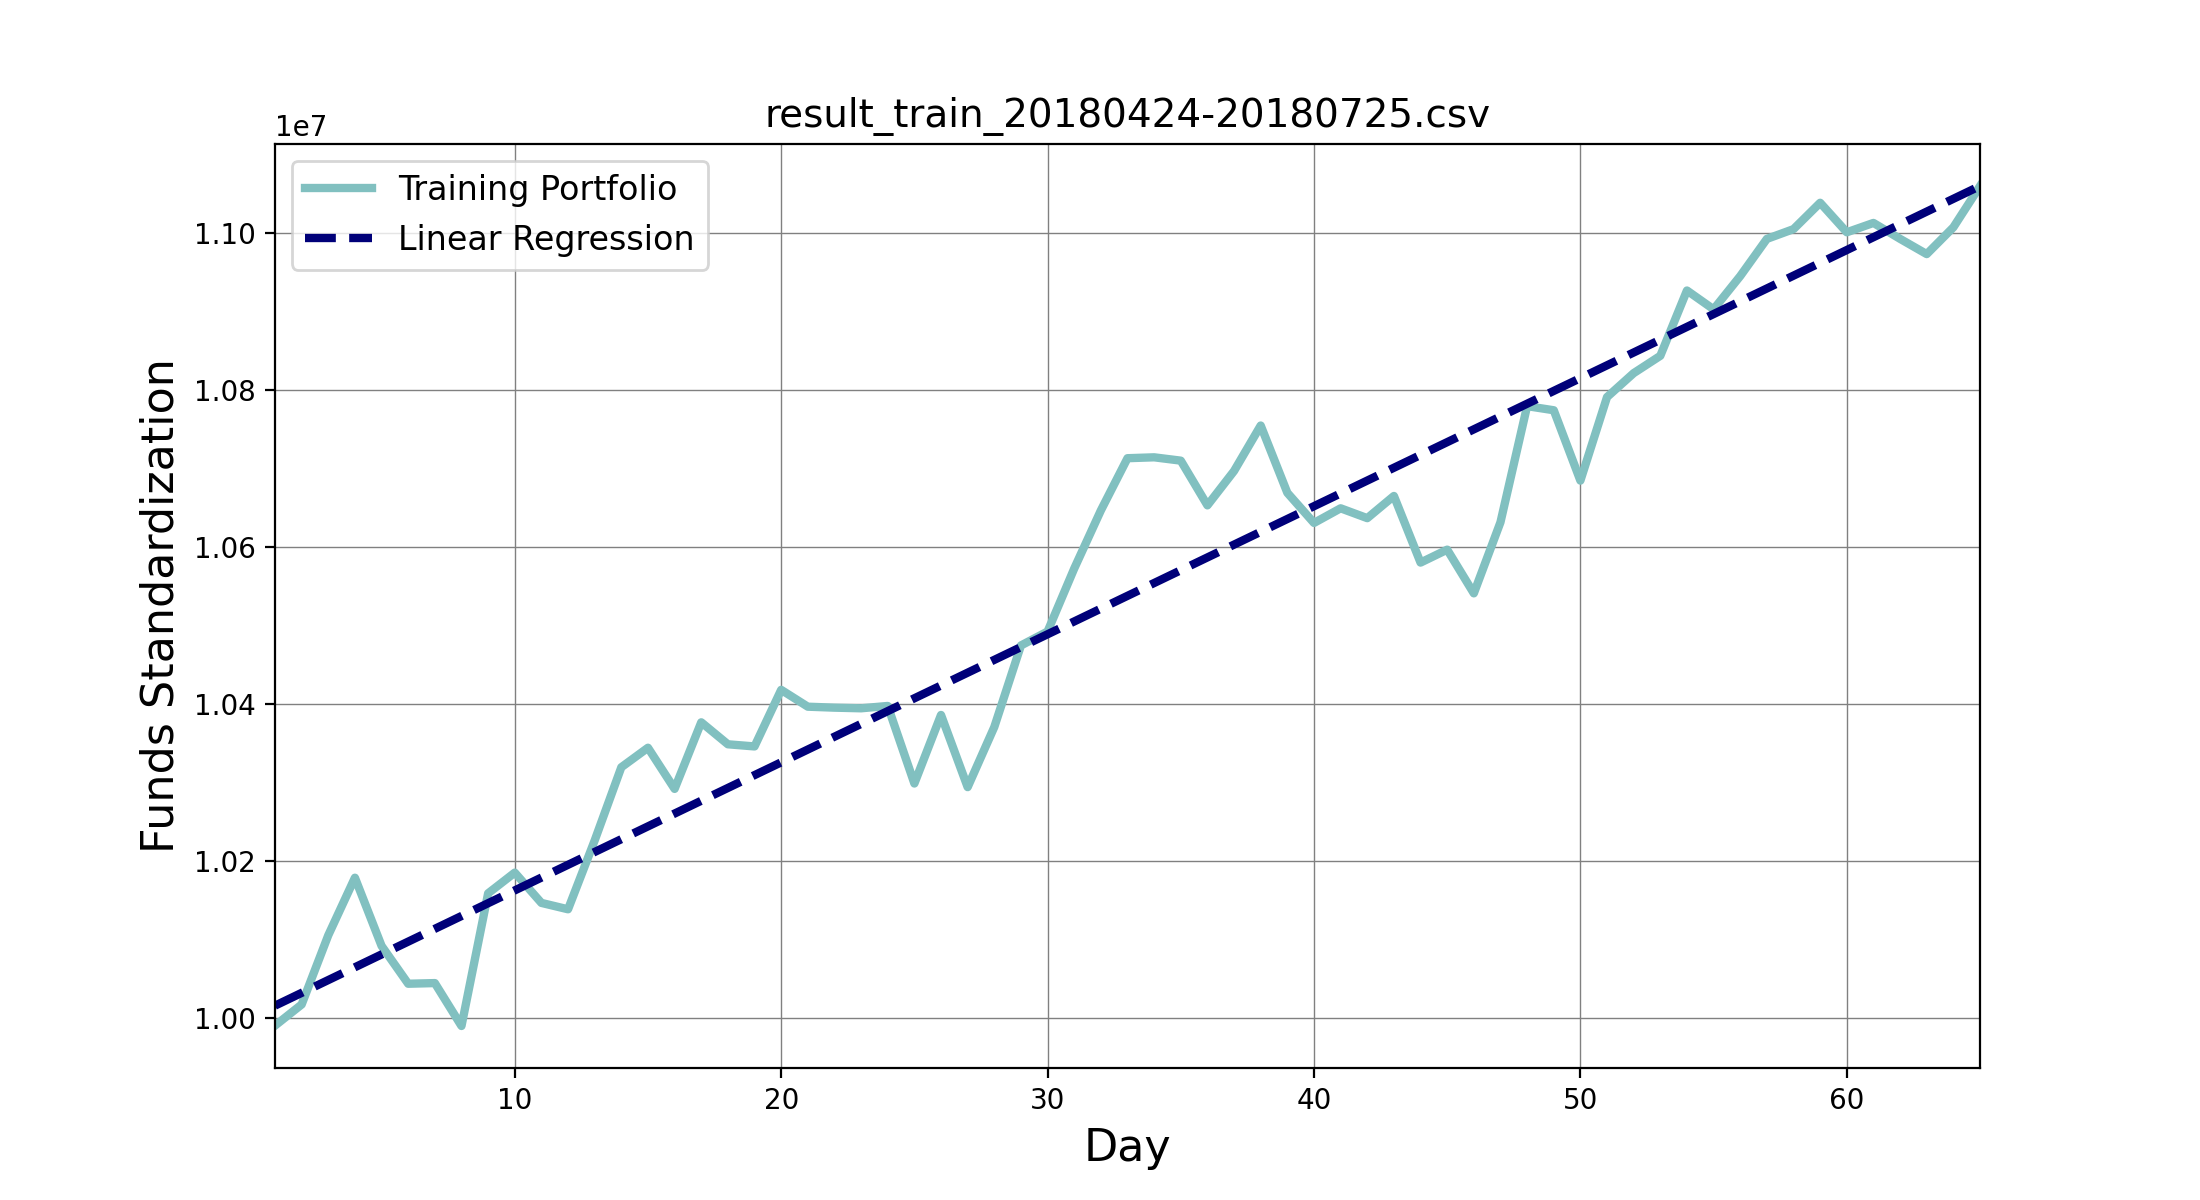 result_train_20180424-20180725.csv
1e7
Training Portfolio
Linear Regression
1.10
1.08
1.06
1.04
1.02
1.00
Funds Standardization
10 20 30 40 50 60
Day